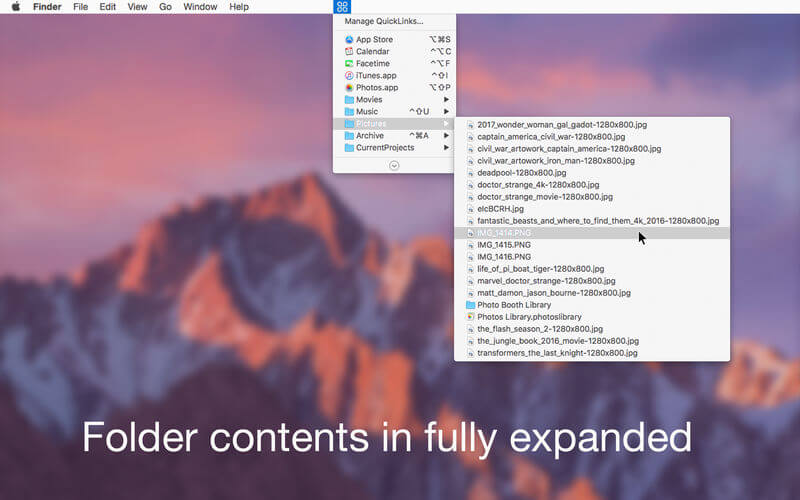 Finder File Edit View Go Window Help
Manage QuickLinks...
App Store ⌥⌘S
Calendar ^⌥C
Facetime ^⌥F
iTunes.app ^⇧I
Photos.app ⌥⇧P
Movies
Music ^⇧U
Pictures
Archive ^⌘A
CurrentProjects
2017_wonder_woman_gal_gadot-1280x800.jpg
captain_america_civil_war-1280x800.jpg
civil_war_artwork_captain_america-1280x800.jpg
civil_war_artwork_iron_man-1280x800.jpg
deadpool-1280x800.jpg
doctor_strange_4k-1280x800.jpg
doctor_strange_movie-1280x800.jpg
elcBCRH.jpg
fantastic_beasts_and_where_to_find_them_4k_2016-1280x800.jpg
IMG_1414.PNG
IMG_1415.PNG
IMG_1416.PNG
life_of_pi_boat_tiger-1280x800.jpg
marvel_doctor_strange-1280x800.jpg
matt_damon_jason_bourne-1280x800.jpg
Photo Booth Library
Photos Library.photoslibrary
the_flash_season_2-1280x800.jpg
the_jungle_book_2016_movie-1280x800.jpg
transformers_the_last_knight-1280x800.jpg
Folder contents in fully expanded